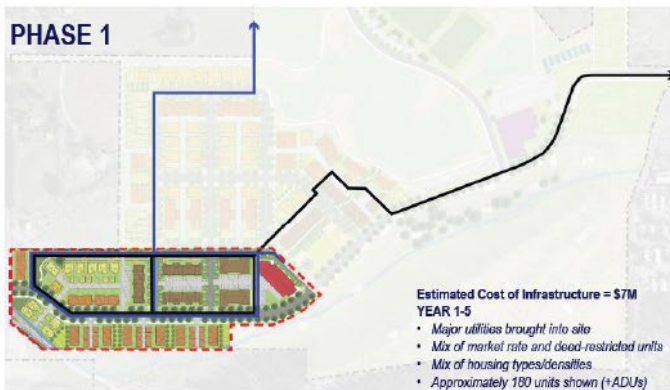 PHASE 1
Estimated Cost of Infrastructure = $7M
YEAR 1-5
• Major utilities brought into site
• Mix of market rate and deed-restricted units
• Mix of housing types/densities
• Approximately 180 units shown (+ADUs)